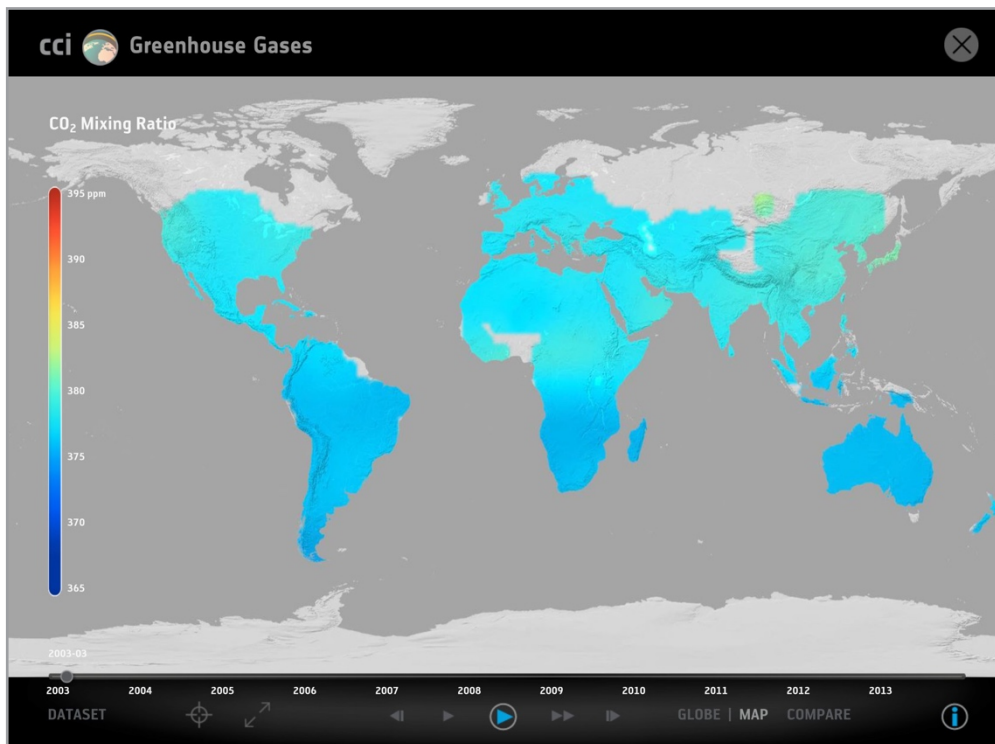 cci Greenhouse Gases
CO₂ Mixing Ratio
395 ppm
390
385
380
375
370
365
2003-03
2003 2004 2005 2006 2007 2008 2009 2010 2011 2012 2013
DATASET GLOBE | MAP COMPARE